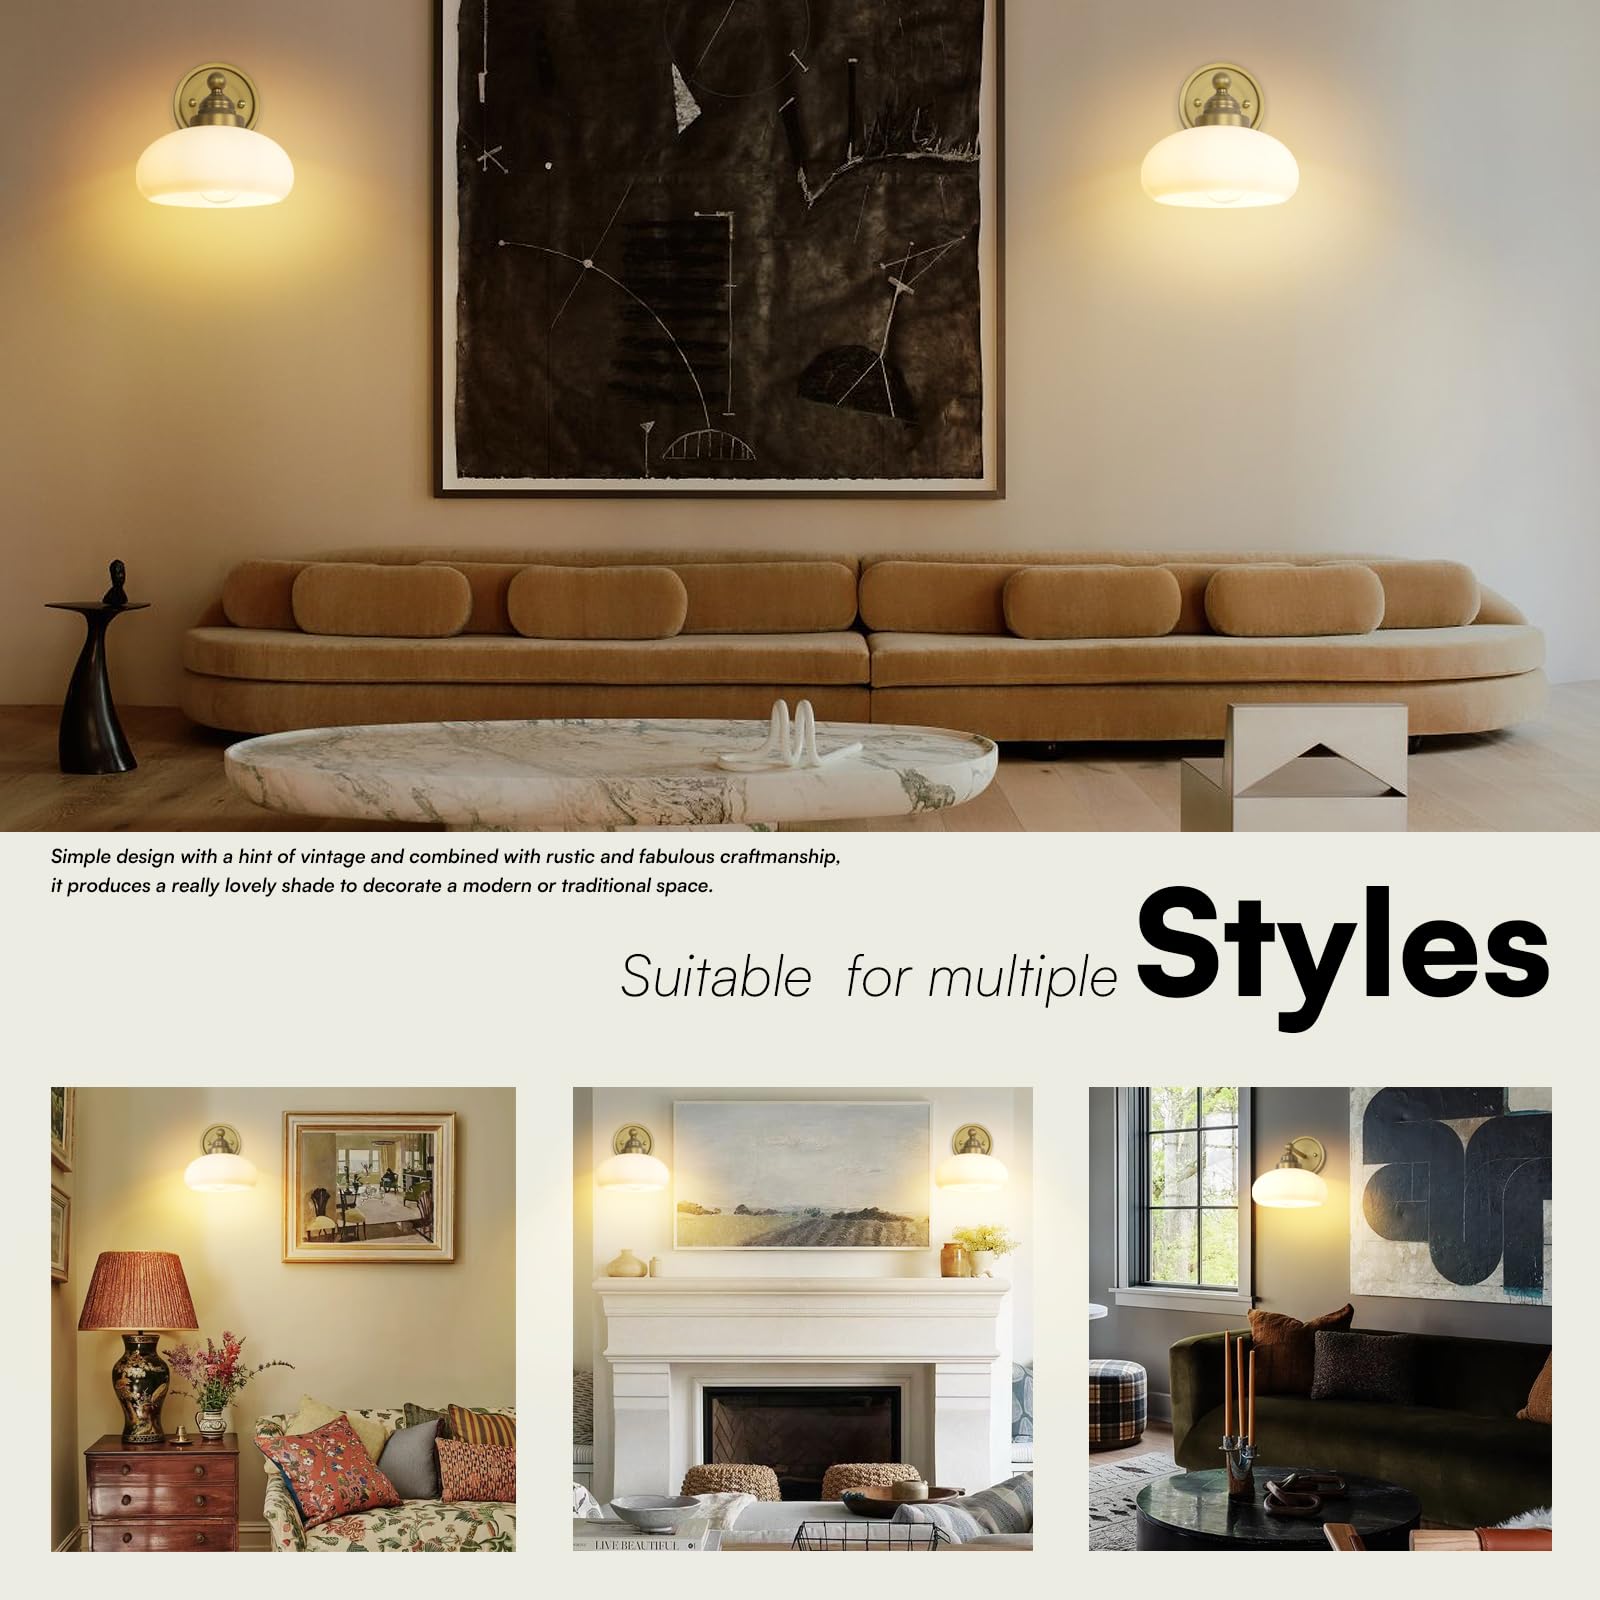 Simple design with a hint of vintage and combined with rustic and fabulous craftmanship,
it produces a really lovely shade to decorate a modern or traditional space.
Suitable for multiple Styles
LIVE BEAUTIFUL